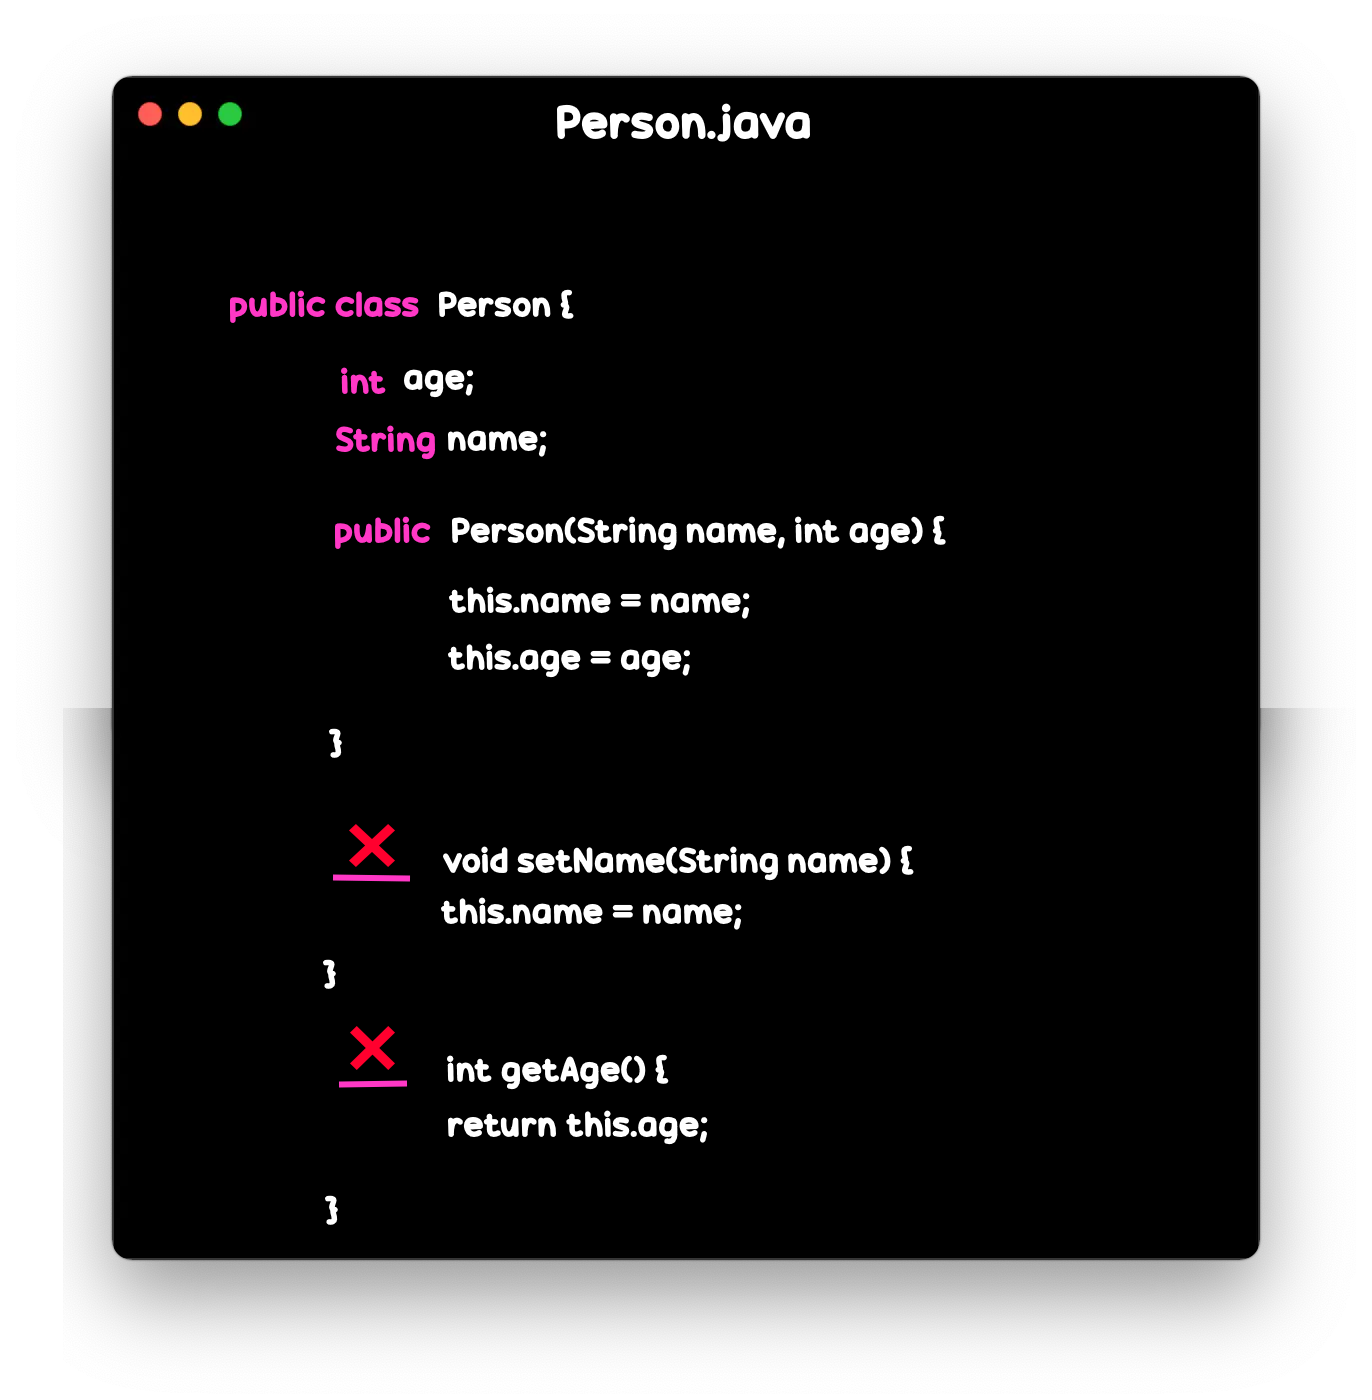 Person.java
public class Person {
int age;
String name;
public Person(String name, int age) {
this.name = name;
this.age = age;
}
void setName(String name) {
this.name = name;
}
int getAge() {
return this.age;
}